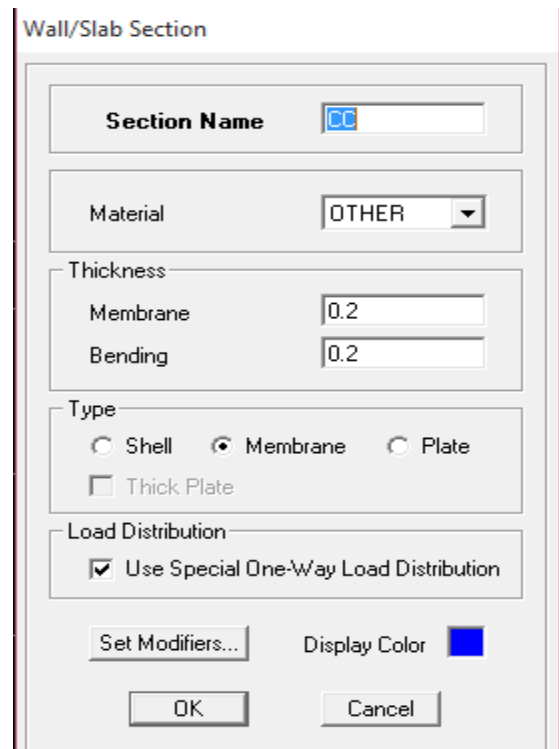 Wall/Slab Section
Section Name CC
Material OTHER
Thickness
Membrane 0.2
Bending 0.2
Type
Shell Membrane Plate
Thick Plate
Load Distribution
Use Special One-Way Load Distribution
Set Modifiers... Display Color
OK Cancel